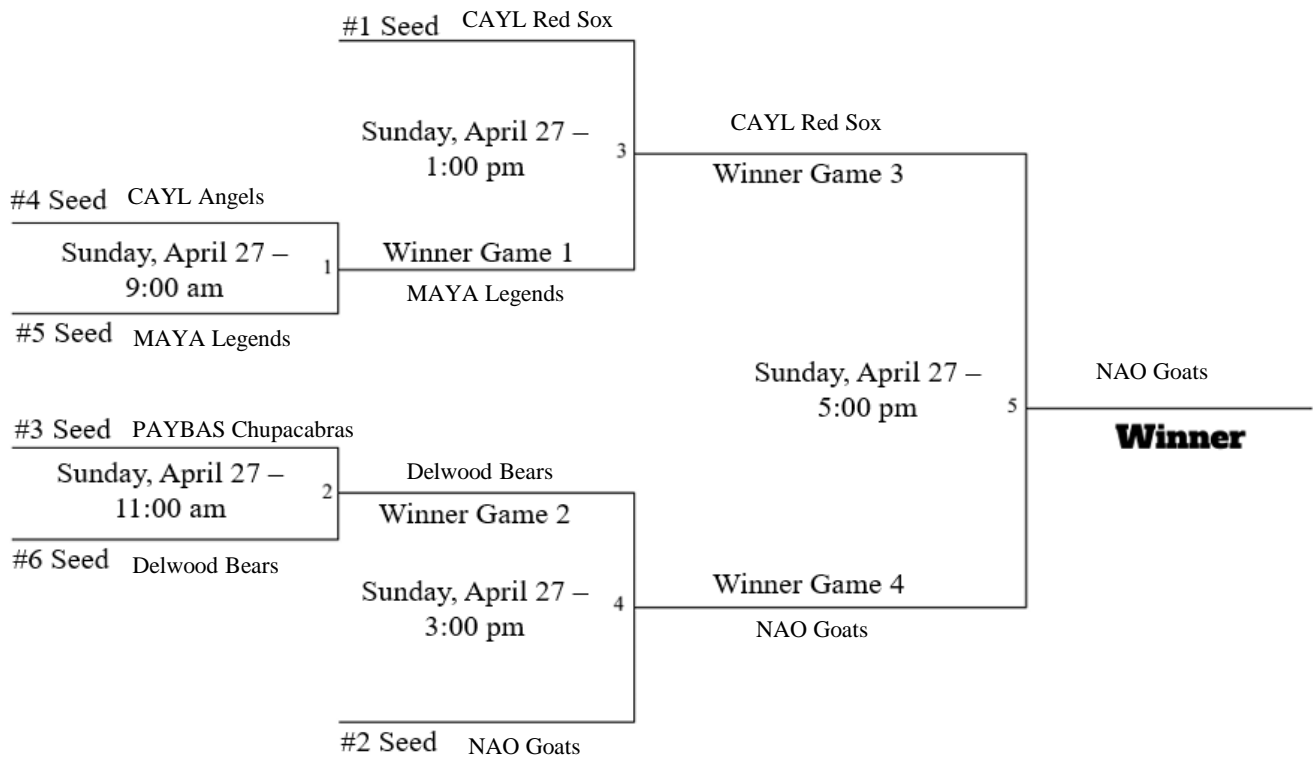 #1 Seed CAYL Red Sox
Sunday, April 27 –
1:00 pm
3
CAYL Red Sox
Winner Game 3
#4 Seed CAYL Angels
Sunday, April 27 –
9:00 am
1
Winner Game 1
MAYA Legends
#5 Seed MAYA Legends
Sunday, April 27 –
5:00 pm
5
NAO Goats
Winner
#3 Seed PAYBAS Chupacabras
Sunday, April 27 –
11:00 am
2
Delwood Bears
Winner Game 2
#6 Seed Delwood Bears
Sunday, April 27 –
3:00 pm
4
Winner Game 4
NAO Goats
#2 Seed NAO Goats